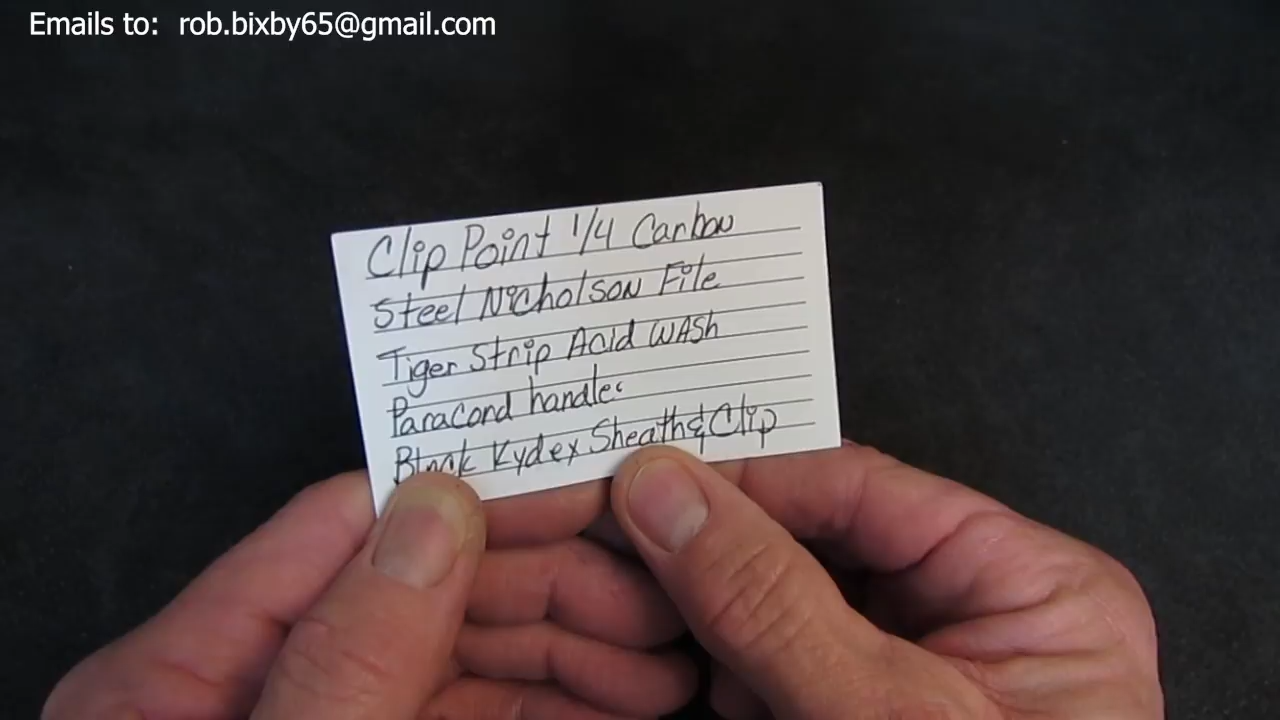 Emails to: rob.bixby65@gmail.com
Clip Point 1/4 Carbon
Steel Nicholson File
Tiger Strip Acid WASh
Paracord handle.
Black Kydex Sheath & Clip